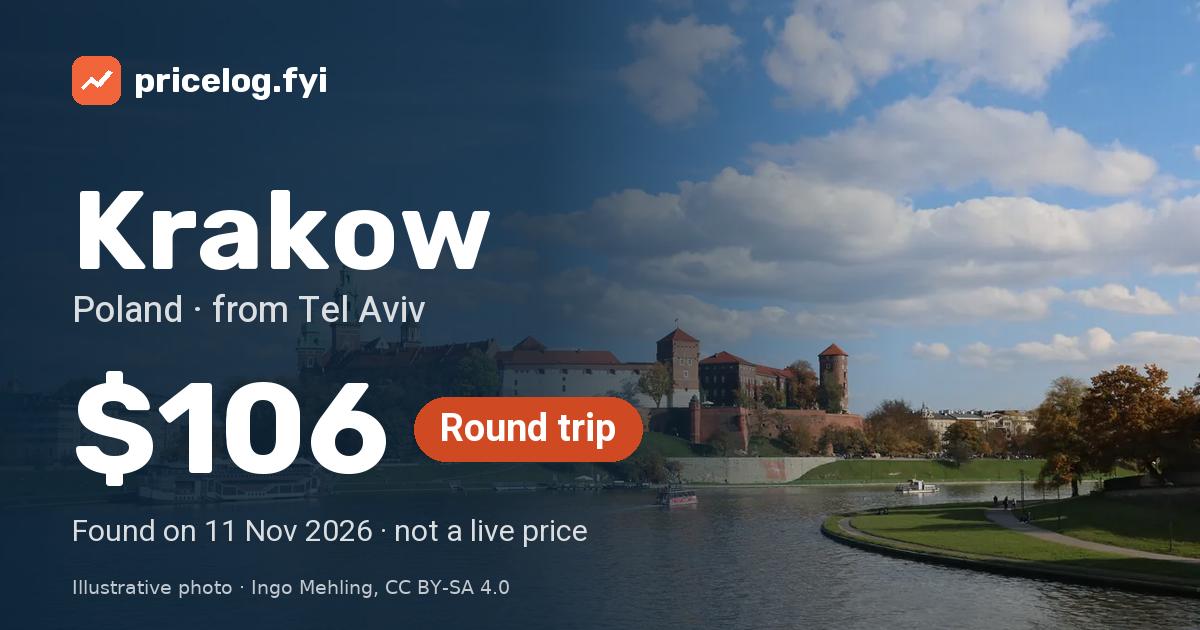 pricelog.fyi
Krakow
Poland · from Tel Aviv
$106
Round trip
Found on 11 Nov 2026 · not a live price
Illustrative photo · Ingo Mehling, CC BY-SA 4.0